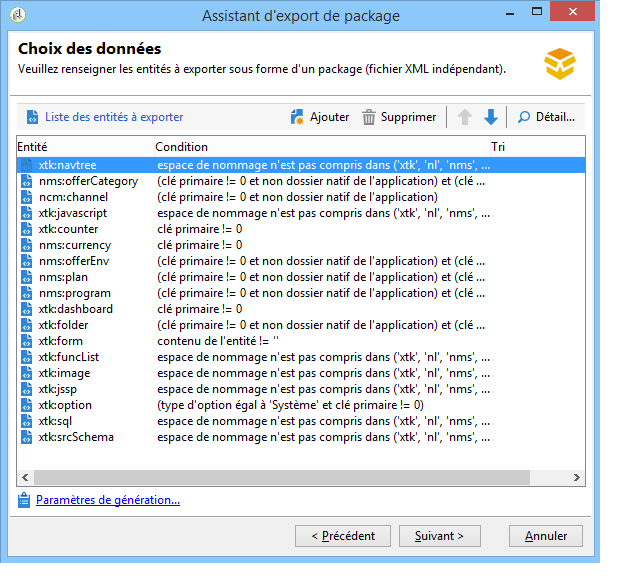 Assistant d'export de package
Choix des données
Veuillez renseigner les entités à exporter sous forme d'un package (fichier XML indépendant).
Liste des entités à exporter Ajouter Supprimer Détail...
Entité Condition Tri
xtk:navtree espace de nommage n'est pas compris dans ('xtk', 'nl', 'nms', ...
nms:offerCategory (clé primaire != 0 et non dossier natif de l'application) et (clé ...
ncm:channel (clé primaire != 0 et non dossier natif de l'application)
xtk:javascript espace de nommage n'est pas compris dans ('xtk', 'nl', 'nms', ...
xtk:counter clé primaire != 0
nms:currency clé primaire != 0
nms:offerEnv (clé primaire != 0 et non dossier natif de l'application) et (clé ...
nms:plan (clé primaire != 0 et non dossier natif de l'application) et (clé ...
nms:program (clé primaire != 0 et non dossier natif de l'application) et (clé ...
xtk:dashboard clé primaire != 0
xtk:folder (clé primaire != 0 et non dossier natif de l'application) et (clé ...
xtk:form contenu de l'entité != ''
xtk:funcList espace de nommage n'est pas compris dans ('xtk', 'nl', 'nms', ...
xtk:image espace de nommage n'est pas compris dans ('xtk', 'nl', 'nms', ...
xtk:jssp espace de nommage n'est pas compris dans ('xtk', 'nl', 'nms', ...
xtk:option (type d'option égal à 'Système' et clé primaire != 0)
xtk:sql espace de nommage n'est pas compris dans ('xtk', 'nl', 'nms', ...
xtk:srcSchema espace de nommage n'est pas compris dans ('xtk', 'nl', 'nms', ...
Paramètres de génération...
< Précédent Suivant > Annuler